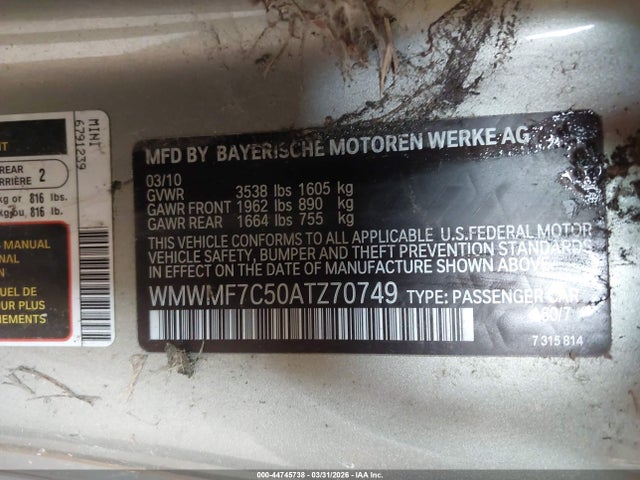 MFD BY BAYERISCHE MOTOREN WERKE AG
03/10
GVWR 3538 lbs 1605 kg
GAWR FRONT 1962 lbs 890 kg
GAWR REAR 1664 lbs 755 kg
THIS VEHICLE CONFORMS TO ALL APPLICABLE U.S.FEDERAL MOTOR
VEHICLE SAFETY, BUMPER AND THEFT PREVENTION STANDARDS
IN EFFECT ON THE DATE OF MANUFACTURE SHOWN ABOVE.
WMWMF7C50ATZ70749 TYPE: PASSENGER CAR
7 315 814
MINI
6791239
REAR
ARRIÈRE 2
kg or 816 lbs.
kg ou 816 lb.
MANUAL
IONAL
UEL DE
UR PLUS
000-44745738 - 03/31/2026 - IAA Inc.